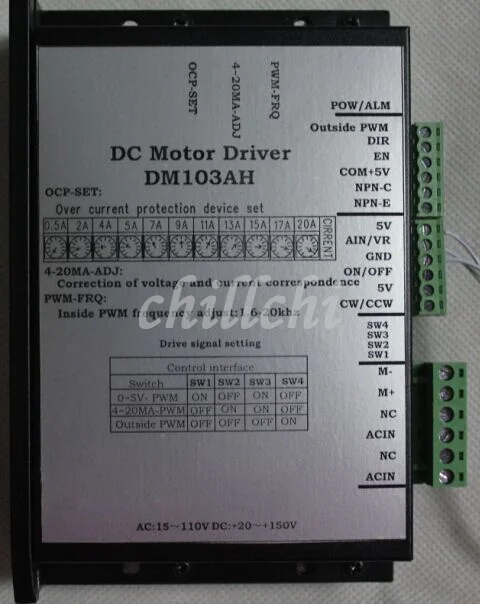 OCP-SET
4-20MA-ADJ
PWM-FRQ
POW/ALM
Outside PWM
DIR
EN
COM+5V
NPN-C
NPN-E
DC Motor Driver
DM103AH
OCP-SET:
Over current protection device set
0.5A 2A 4A 5A 7A 9A 11A 13A 15A 17A 20A CIRRENT
5V
AIN/VR
GND
ON/OFF
5V
CW/CCW
4-20MA-ADJ:
Correction of voltage and current correspondence
PWM-FRQ:
Inside PWM frequency adjust:1.6-20khz
chillchi
SW4
SW3
SW2
SW1
Drive signal setting
Control interface
Switch SW1 SW2 SW3 SW4
0~5V- PWM ON OFF ON OFF
4~20MA-PWM OFF ON ON OFF
Outside PWM OFF OFF OFF ON
M-
M+
NC
ACIN
NC
ACIN
AC:15~110V DC:+20~+150V